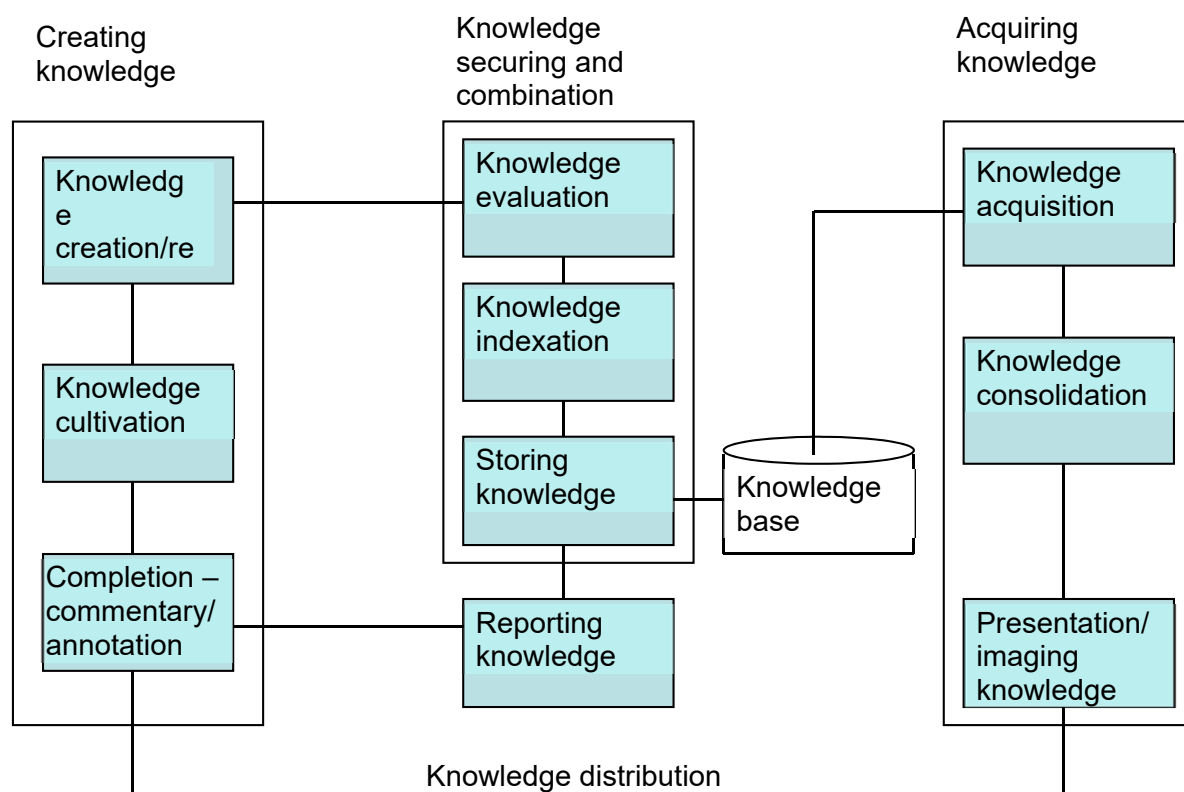 Creating
knowledge
Knowledge
securing and
combination
Acquiring
knowledge
Knowledg
e
creation/re
Knowledge
cultivation
Completion –
commentary/
annotation
Knowledge
evaluation
Knowledge
indexation
Storing
knowledge
Reporting
knowledge
Knowledge
base
Knowledge
acquisition
Knowledge
consolidation
Presentation/
imaging
knowledge
Knowledge distribution